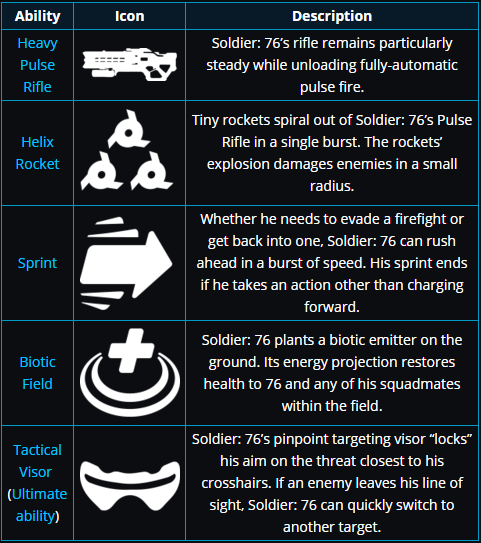 Ability Icon Description
Heavy
Pulse
Rifle
Soldier: 76’s rifle remains particularly
steady while unloading fully-automatic
pulse fire.
Helix
Rocket
Tiny rockets spiral out of Soldier: 76’s Pulse
Rifle in a single burst. The rockets’
explosion damages enemies in a small
radius.
Sprint
Whether he needs to evade a firefight or
get back into one, Soldier: 76 can rush
ahead in a burst of speed. His sprint ends
if he takes an action other than charging
forward.
Biotic
Field
Soldier: 76 plants a biotic emitter on the
ground. Its energy projection restores
health to 76 and any of his squadmates
within the field.
Tactical
Visor
(Ultimate
ability)
Soldier: 76’s pinpoint targeting visor “locks”
his aim on the threat closest to his
crosshairs. If an enemy leaves his line of
sight, Soldier: 76 can quickly switch to
another target.